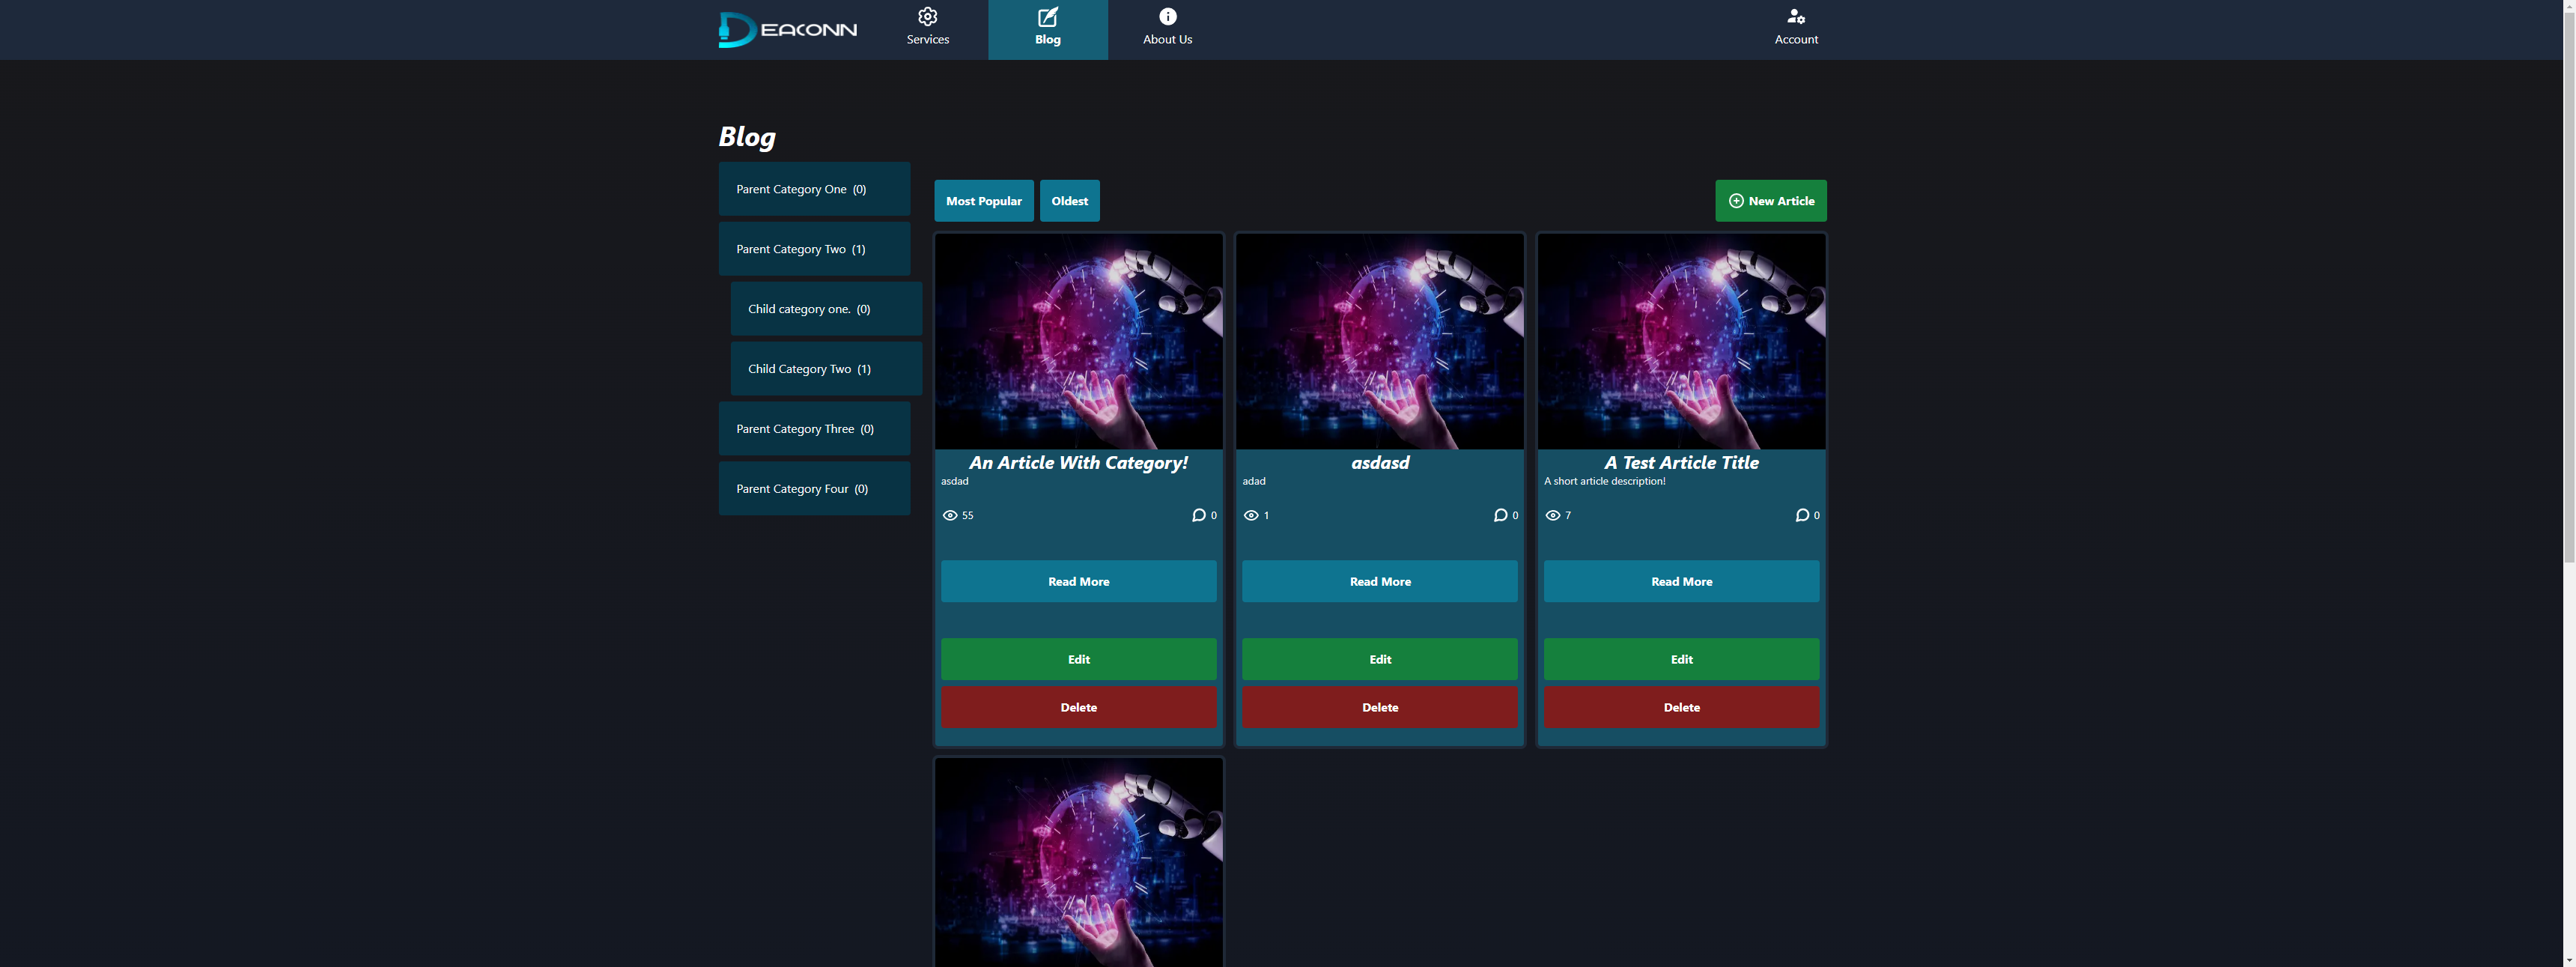 DEACONN
Services
Blog
About Us
Account
Blog
Parent Category One (0)
Parent Category Two (1)
Child category one. (0)
Child Category Two (1)
Parent Category Three (0)
Parent Category Four (0)
Most Popular
Oldest
New Article
An Article With Category!
asdad
55
0
Read More
Edit
Delete
asdasd
adad
1
0
Read More
Edit
Delete
A Test Article Title
A short article description!
7
0
Read More
Edit
Delete